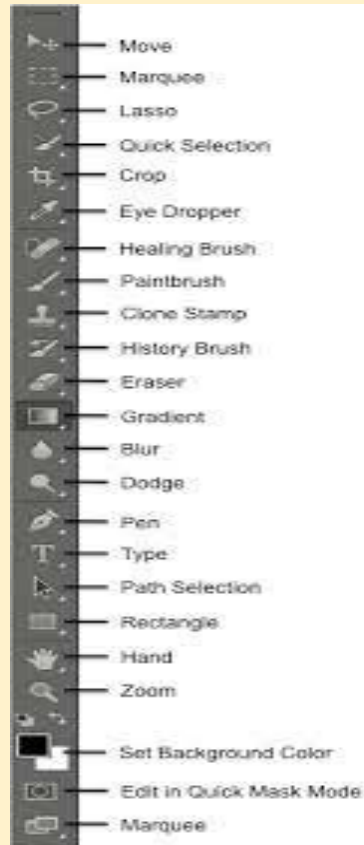 Move
Marquee
Lasso
Quick Selection
Crop
Eye Dropper
Healing Brush
Paintbrush
Clone Stamp
History Brush
Eraser
Gradient
Blur
Dodge
Pen
Type
Path Selection
Rectangle
Hand
Zoom
Set Background Color
Edit in Quick Mask Mode
Marquee